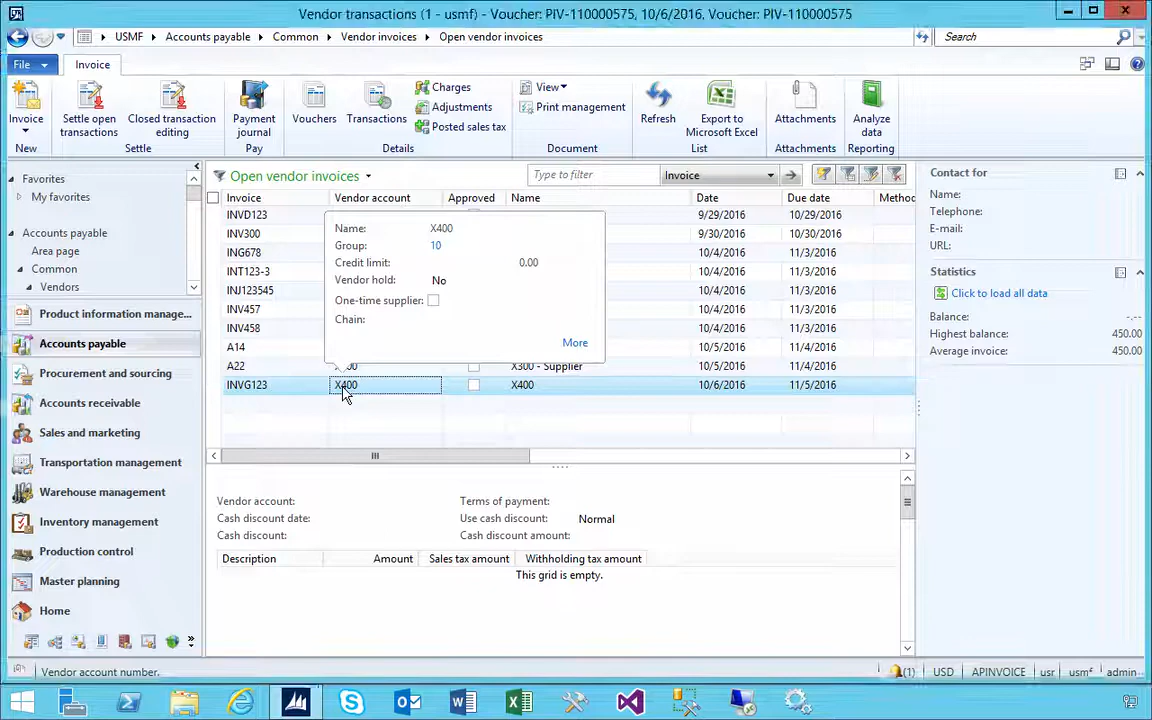 Vendor transactions (1 - usmf) - Voucher: PIV-110000575, 10/6/2016, Voucher: PIV-110000575
USMF
Accounts payable
Common
Vendor invoices
Open vendor invoices
Search
File
Invoice
Invoice
New
Settle open transactions
Closed transaction editing
Settle
Payment journal
Pay
Vouchers
Transactions
Charges
Adjustments
Posted sales tax
Details
View
Print management
Document
Refresh
Export to Microsoft Excel
List
Attachments
Attachments
Analyze data
Reporting
Favorites
My favorites
Accounts payable
Area page
Common
Vendors
Product information manage...
Accounts payable
Procurement and sourcing
Accounts receivable
Sales and marketing
Transportation management
Warehouse management
Inventory management
Production control
Master planning
Home
Open vendor invoices
Type to filter
Invoice
Invoice Vendor account Approved Name Date Due date Method
INVD123 9/29/2016 10/29/2016
INV300 9/30/2016 10/30/2016
ING678 10/4/2016 11/3/2016
INT123-3 10/4/2016 11/3/2016
INJ123545 10/4/2016 11/3/2016
INV457 10/4/2016 11/3/2016
INV458 10/4/2016 11/3/2016
A14 10/5/2016 11/4/2016
A22 X300 - Supplier 10/5/2016 11/4/2016
INVG123 X400 X400 10/6/2016 11/5/2016
Name: X400
Group: 10
Credit limit: 0.00
Vendor hold: No
One-time supplier:
Chain:
More
Vendor account:
Terms of payment:
Cash discount date:
Use cash discount: Normal
Cash discount:
Cash discount amount:
Description Amount Sales tax amount Withholding tax amount
This grid is empty.
Contact for
Name:
Telephone:
E-mail:
URL:
Statistics
Click to load all data
Balance: -.--
Highest balance: 450.00
Average invoice: 450.00
Vendor account number.
(1)
USD
APINVOICE
usr
usmf
admin